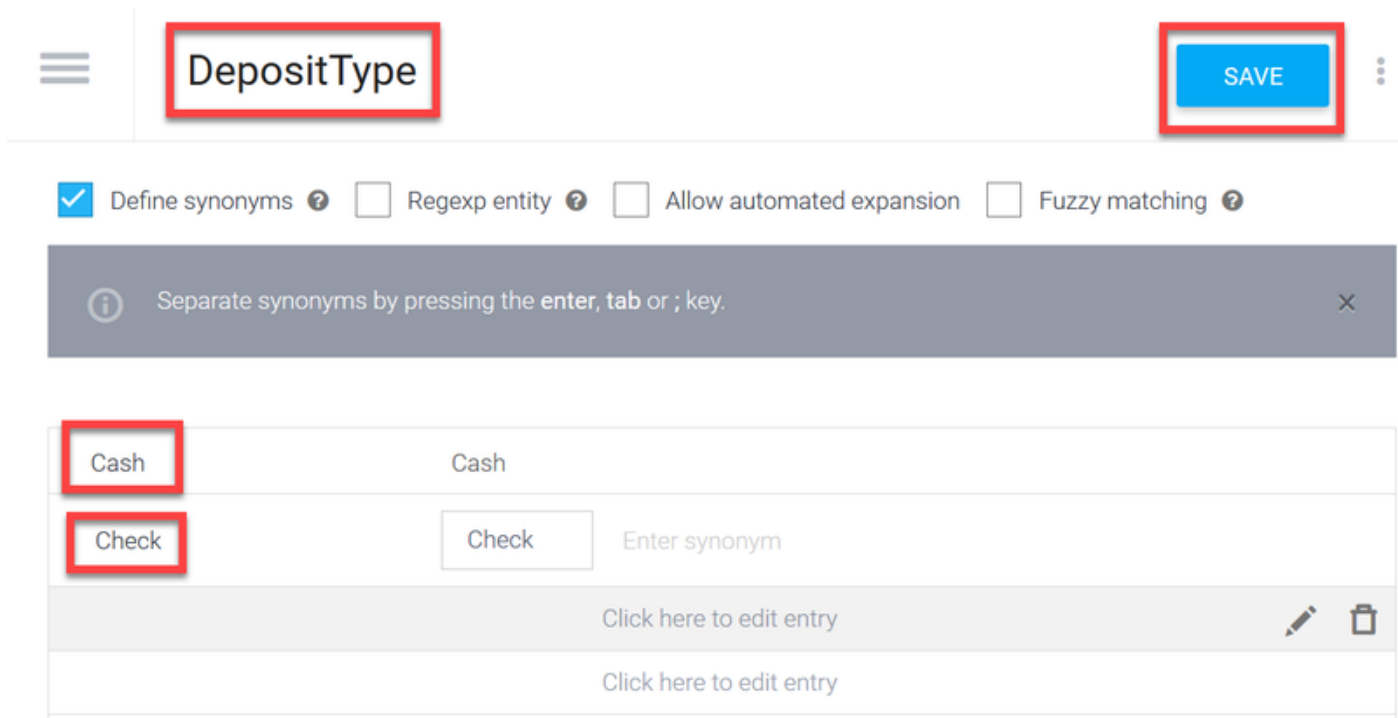 DepositType
SAVE
Define synonyms ? Regexp entity ? Allow automated expansion Fuzzy matching ?
Separate synonyms by pressing the enter, tab or ; key.
Cash Cash
Check Check Enter synonym
Click here to edit entry
Click here to edit entry